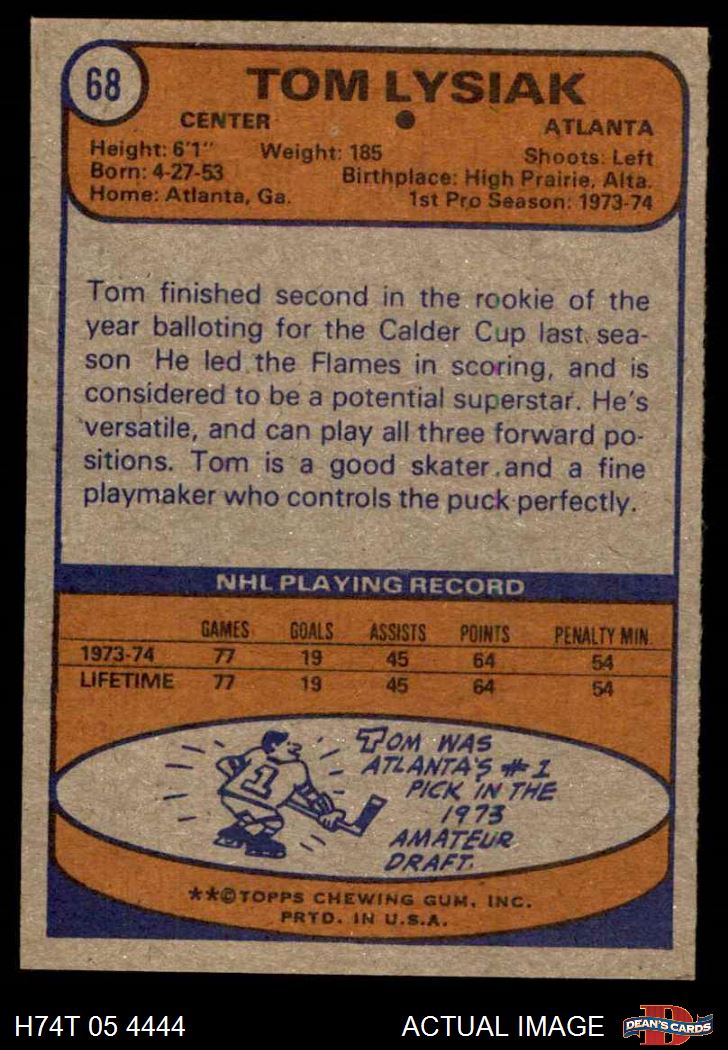 68
TOM LYSIAK
CENTER • ATLANTA
Height: 6'1" Weight: 185 Shoots: Left
Born: 4-27-53 Birthplace: High Prairie, Alta.
Home: Atlanta, Ga. 1st Pro Season: 1973-74
Tom finished second in the rookie of the
year balloting for the Calder Cup last sea-
son He led the Flames in scoring, and is
considered to be a potential superstar. He's
versatile, and can play all three forward po-
sitions. Tom is a good skater and a fine
playmaker who controls the puck perfectly.
NHL PLAYING RECORD
GAMES GOALS ASSISTS POINTS PENALTY MIN.
1973-74 77 19 45 64 54
LIFETIME 77 19 45 64 54
1
TOM WAS
ATLANTA'S #1
PICK IN THE
1973
AMATEUR
DRAFT.
**©TOPPS CHEWING GUM, INC.
PRTD. IN U.S.A.
H74T 05 4444 ACTUAL IMAGE D DEAN'S CARDS